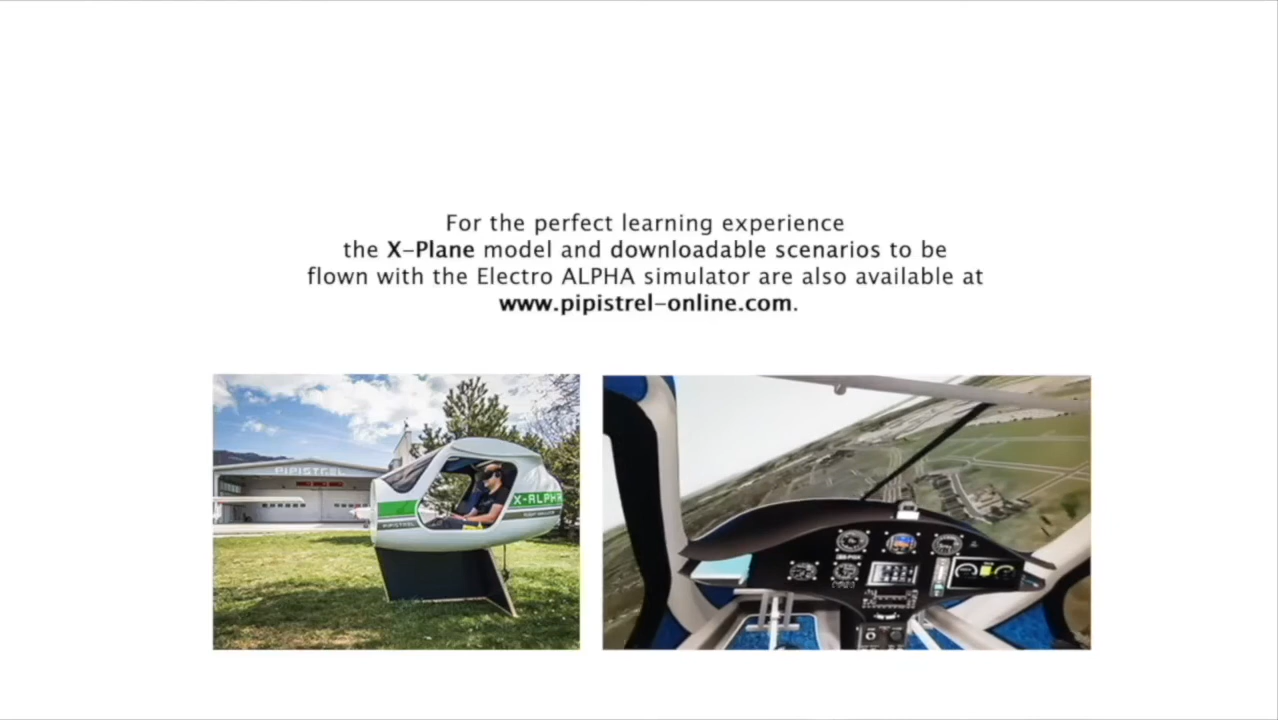 For the perfect learning experience
the X-Plane model and downloadable scenarios to be
flown with the Electro ALPHA simulator are also available at
www.pipistrel-online.com.
PIPISTREL
X-ALPHA
PIPISTREL